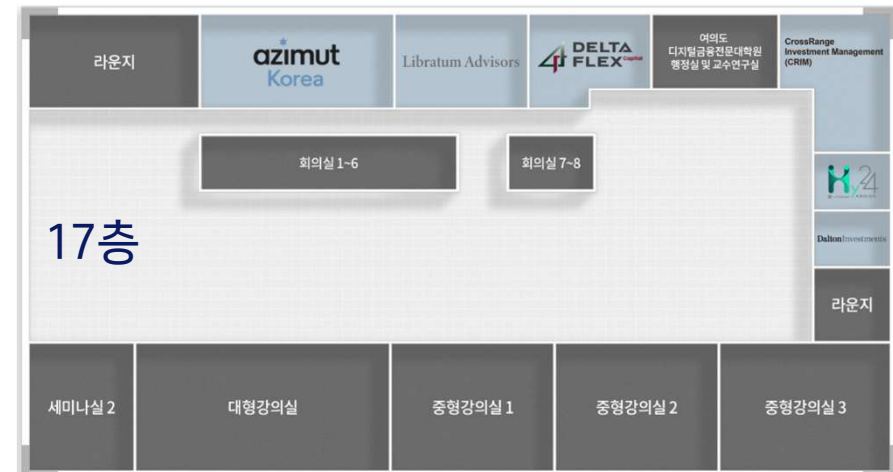 라운지
azimut
Korea
Libratum Advisors
DELTA
FLEX Capital
여의도
디지털금융전문대학원
행정실 및 교수연구실
CrossRange
Investment Management
(CRIM)
회의실 1~6
회의실 7~8
Hy24
17층
DaltonInvestments
라운지
세미나실 2
대형강의실
중형강의실 1
중형강의실 2
중형강의실 3